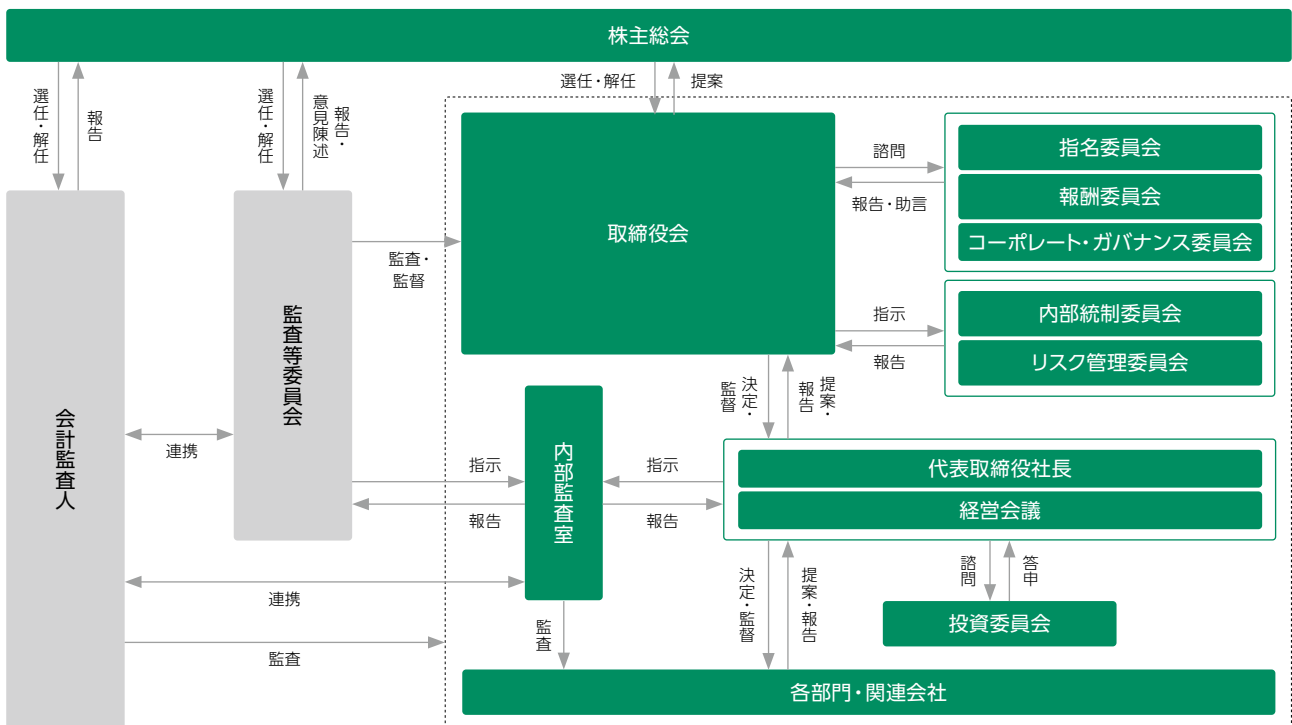 株主総会
選任・解任
報告
選任・解任
報告・
意見陳述
選任・解任
提案
取締役会
諮問
報告・助言
指名委員会
報酬委員会
コーポレート・ガバナンス委員会
監査・
監督
指示
報告
内部統制委員会
リスク管理委員会
監査等委員会
会計監査人
連携
決定・
監督
提案・
報告
内部監査室
指示
報告
指示
報告
代表取締役社長
経営会議
連携
監査
監査
決定・監督
提案・報告
諮問
答申
投資委員会
各部門・関連会社